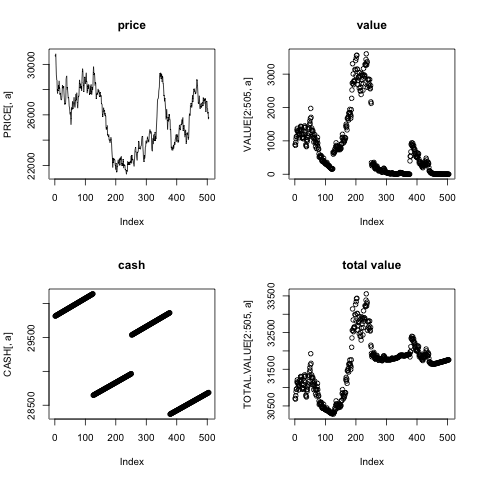 price
PRICE[, a]
30000
26000
22000
0 100 200 300 400 500
Index
value
VALUE[2:505, a]
3000
2000
1000
0
0 100 200 300 400 500
Index
cash
CASH[, a]
29500
28500
0 100 200 300 400 500
Index
total value
TOTAL.VALUE[2:505, a]
33500
32500
31500
30500
0 100 200 300 400 500
Index